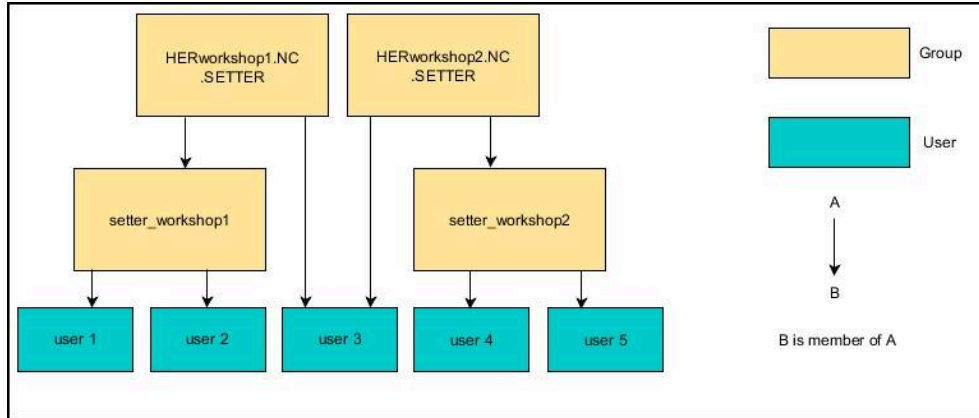 HERworkshop1.NC
.SETTER
HERworkshop2.NC
.SETTER
Group
User
setter_workshop1
setter_workshop2
A
B
user 1
user 2
user 3
user 4
user 5
B is member of A